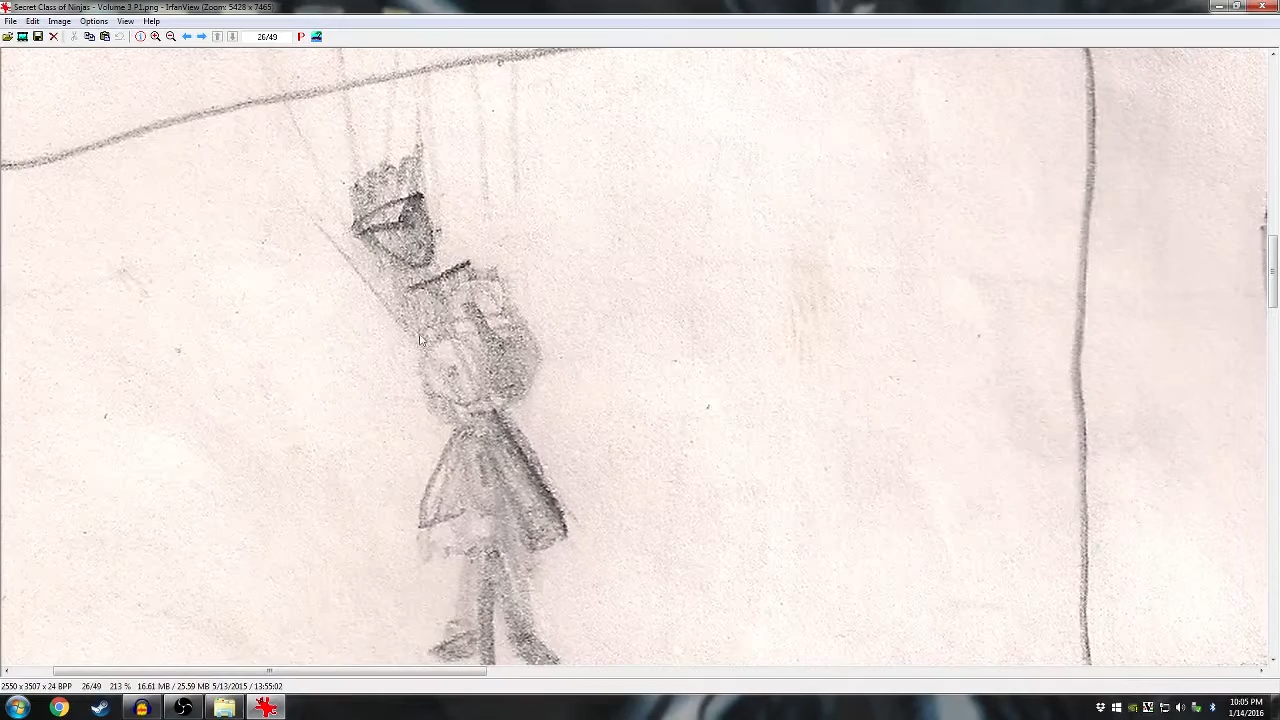 Secret Class of Ninjas - Volume 3 P1.png - IrfanView (Zoom: 5428 x 7465)
File Edit Image Options View Help
26/49
2550 x 3507 x 24 BPP 26/49 213 % 16.61 MB / 25.59 MB 5/13/2015 / 13:55:02
10:05 PM
1/14/2016